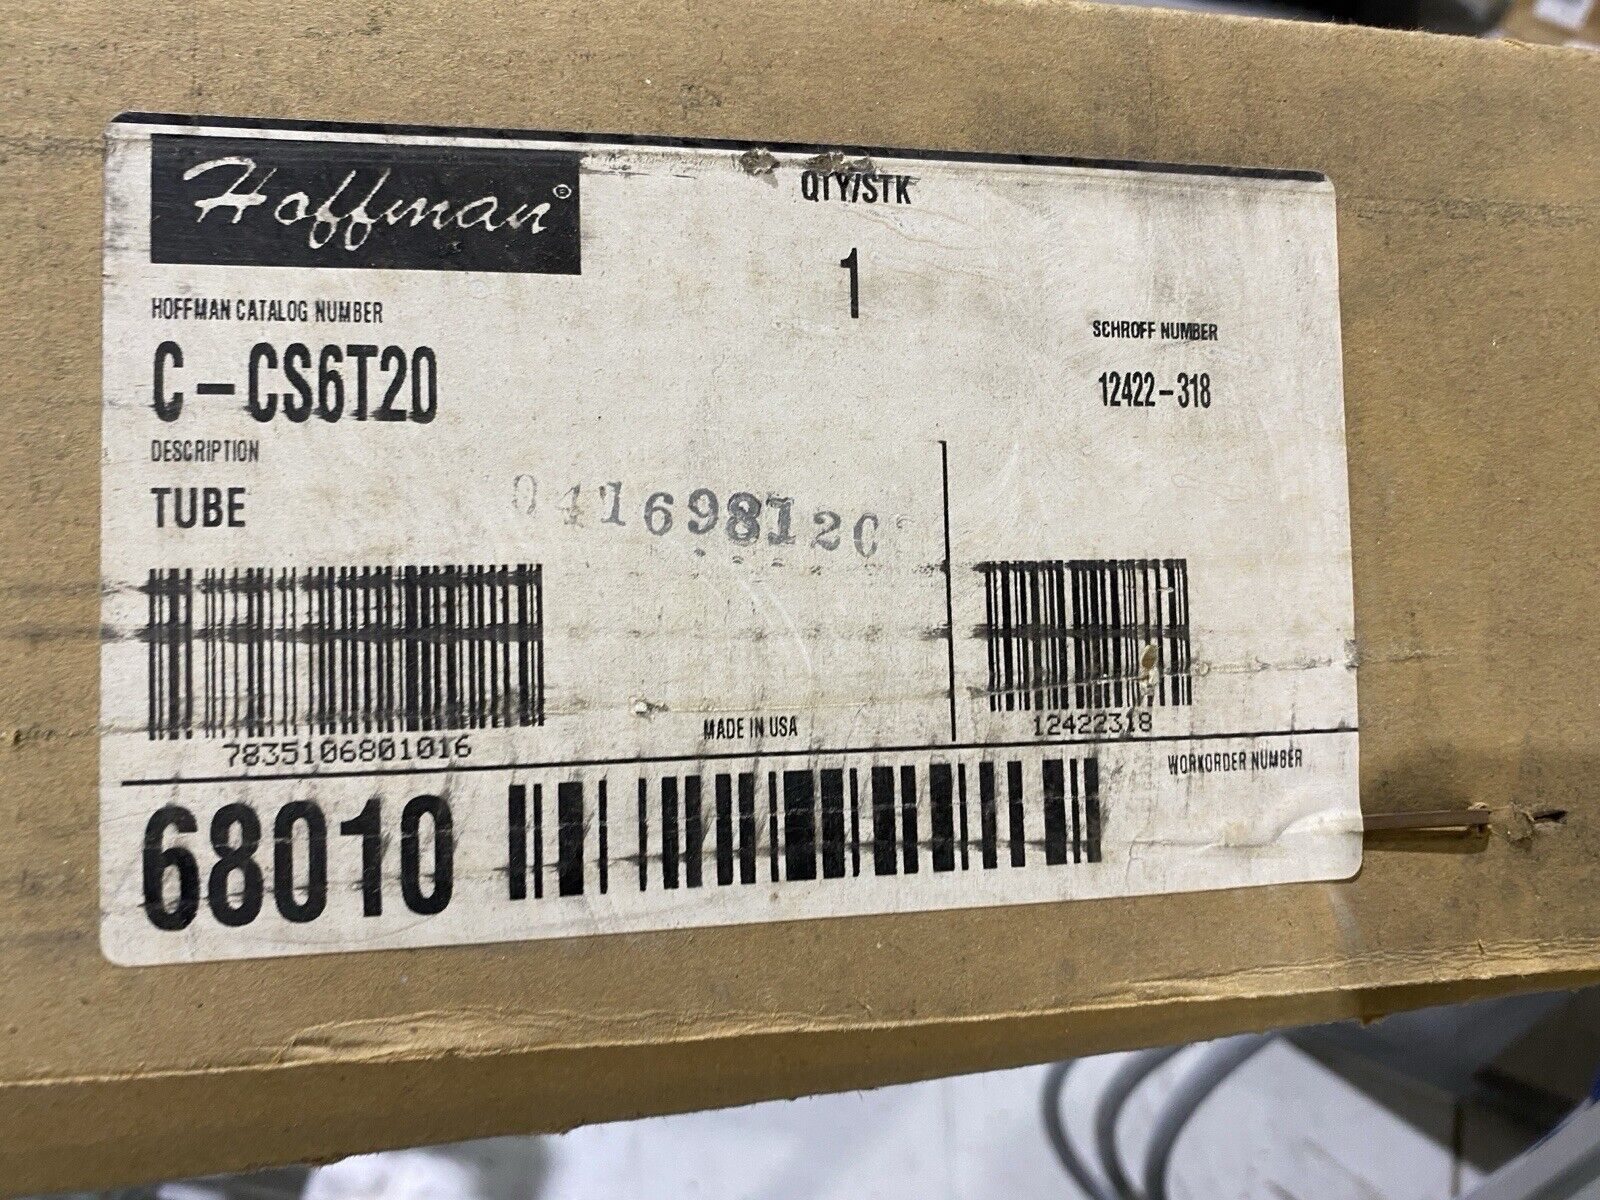 Hoffman®
QTY/STK
1
HOFFMAN CATALOG NUMBER
C-CS6T20
SCHROFF NUMBER
12422-318
DESCRIPTION
TUBE
7835106801016
MADE IN USA
12422318
WORKORDER NUMBER
68010